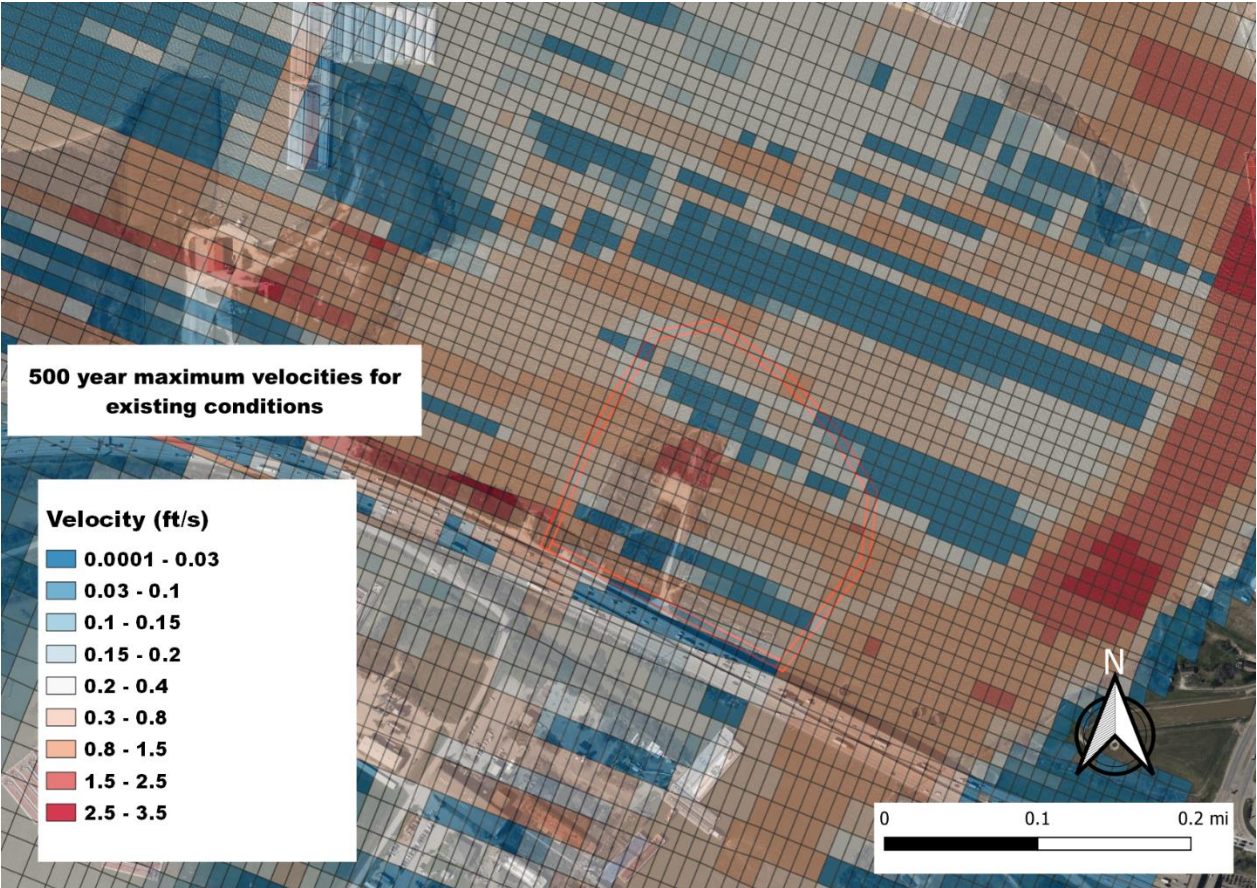 500 year maximum velocities for
existing conditions
Velocity (ft/s)
0.0001 - 0.03
0.03 - 0.1
0.1 - 0.15
0.15 - 0.2
0.2 - 0.4
0.3 - 0.8
0.8 - 1.5
1.5 - 2.5
2.5 - 3.5
N
0 0.1 0.2 mi